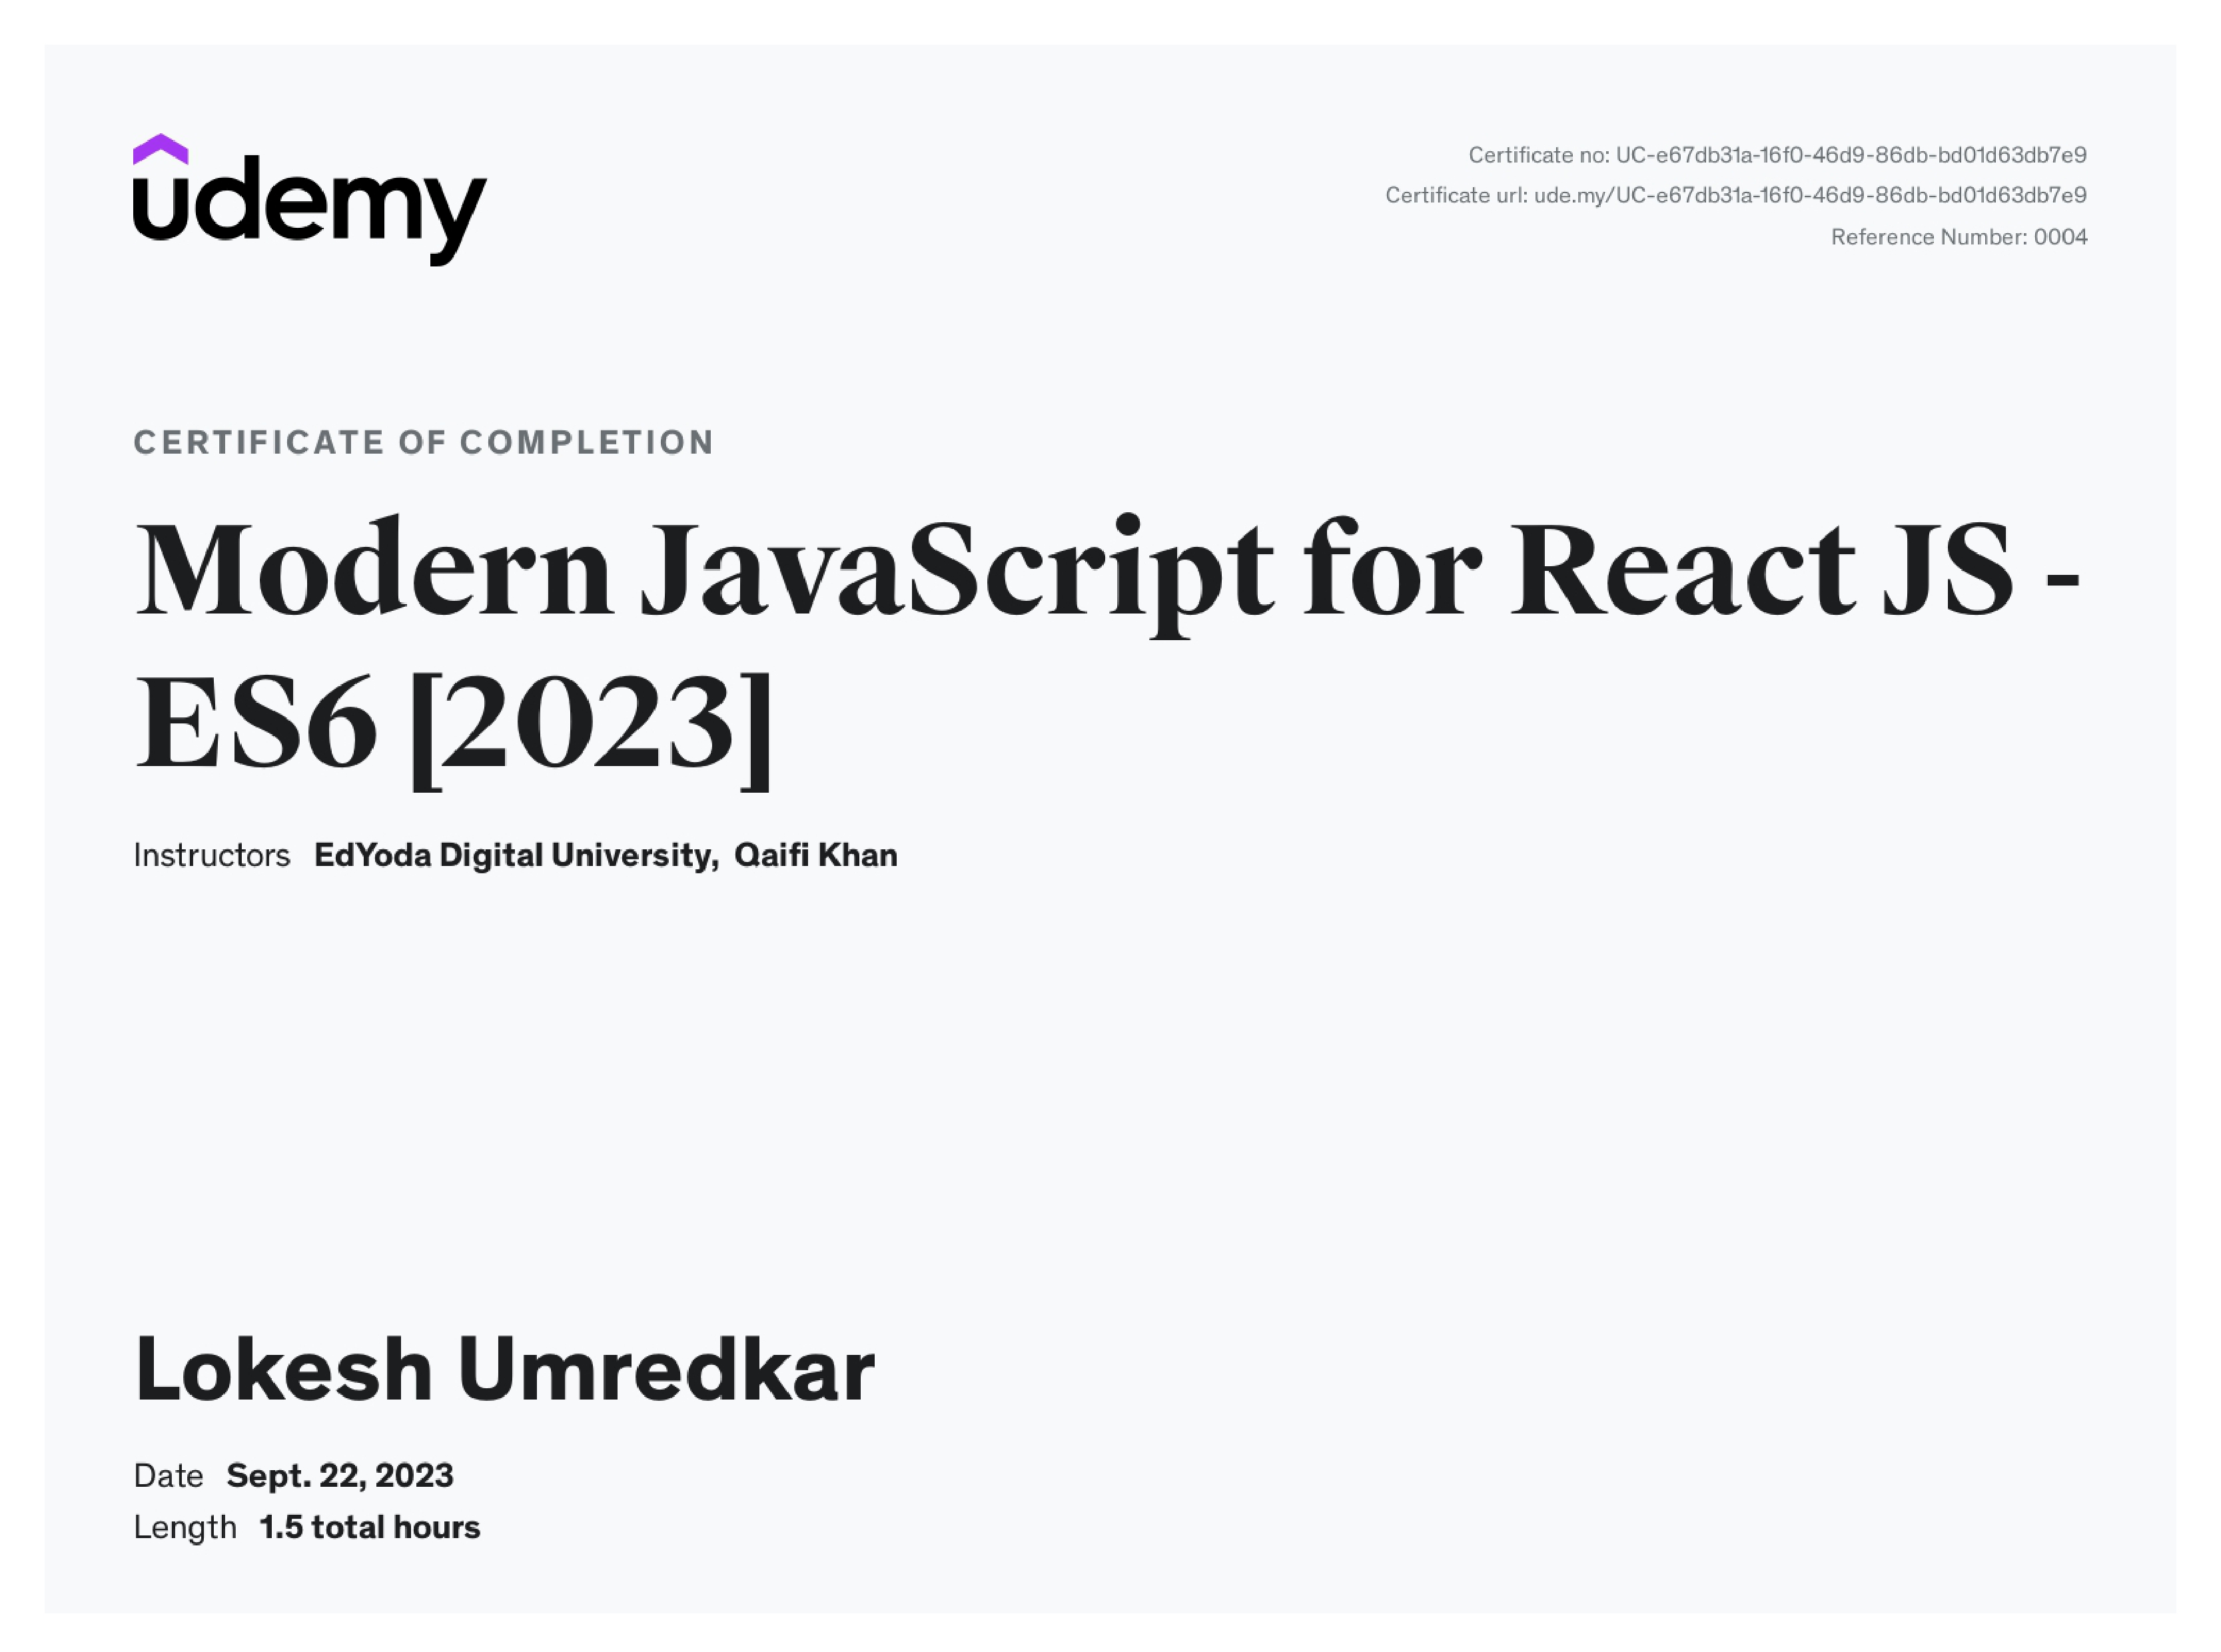 udemy
Certificate no: UC-e67db31a-16f0-46d9-86db-bd01d63db7e9
Certificate url: ude.my/UC-e67db31a-16f0-46d9-86db-bd01d63db7e9
Reference Number: 0004
CERTIFICATE OF COMPLETION
Modern JavaScript for React JS -
ES6 [2023]
Instructors EdYoda Digital University, Qaifi Khan
Lokesh Umredkar
Date Sept. 22, 2023
Length 1.5 total hours